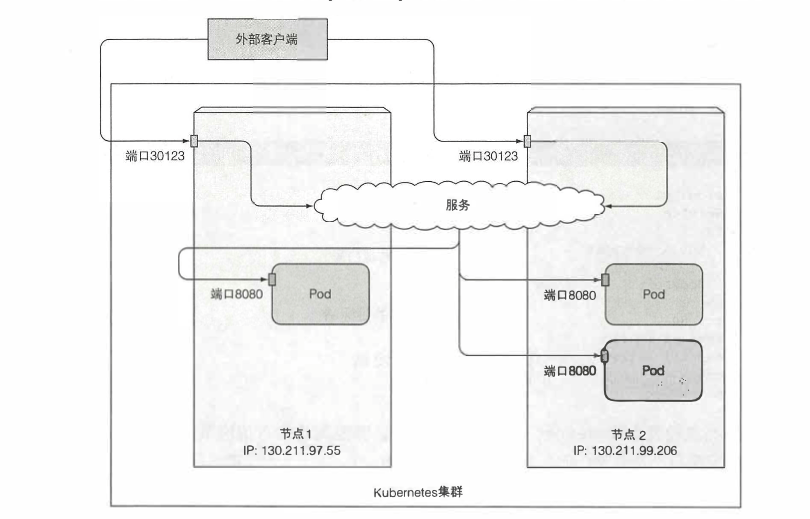 外部客户端
端口30123
端口30123
服务
端口8080
Pod
端口8080
Pod
端口8080
Pod
节点1
IP: 130.211.97.55
节点 2
IP: 130.211.99.206
Kubernetes集群